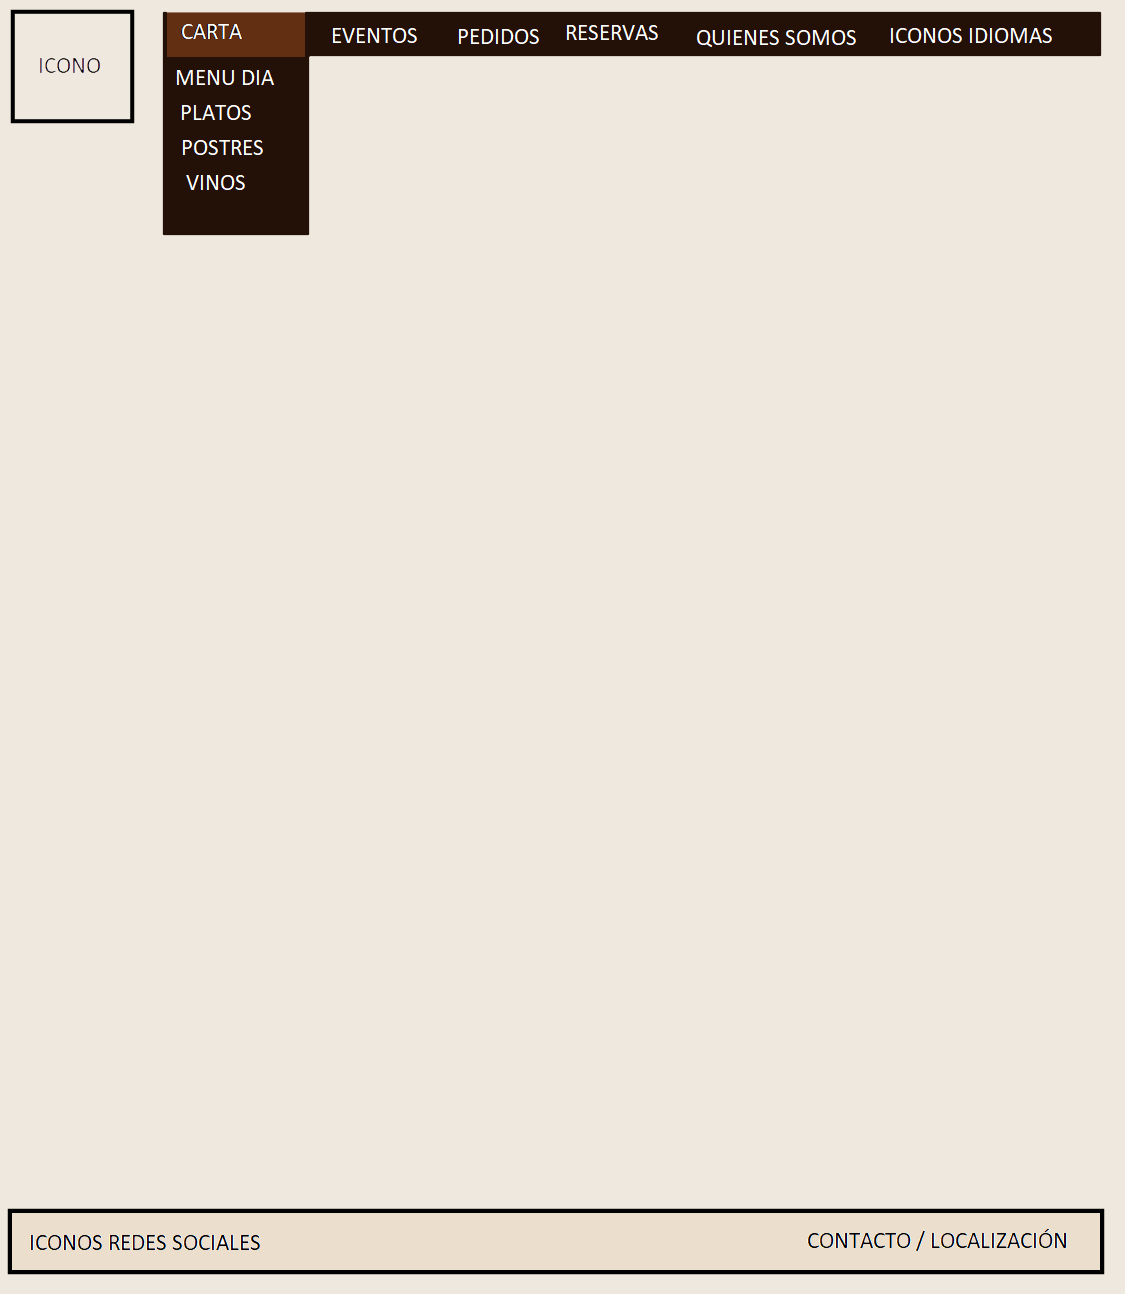 ICONO
CARTA
EVENTOS
PEDIDOS
RESERVAS
QUIENES SOMOS
ICONOS IDIOMAS
MENU DIA
PLATOS
POSTRES
VINOS
ICONOS REDES SOCIALES
CONTACTO / LOCALIZACIÓN